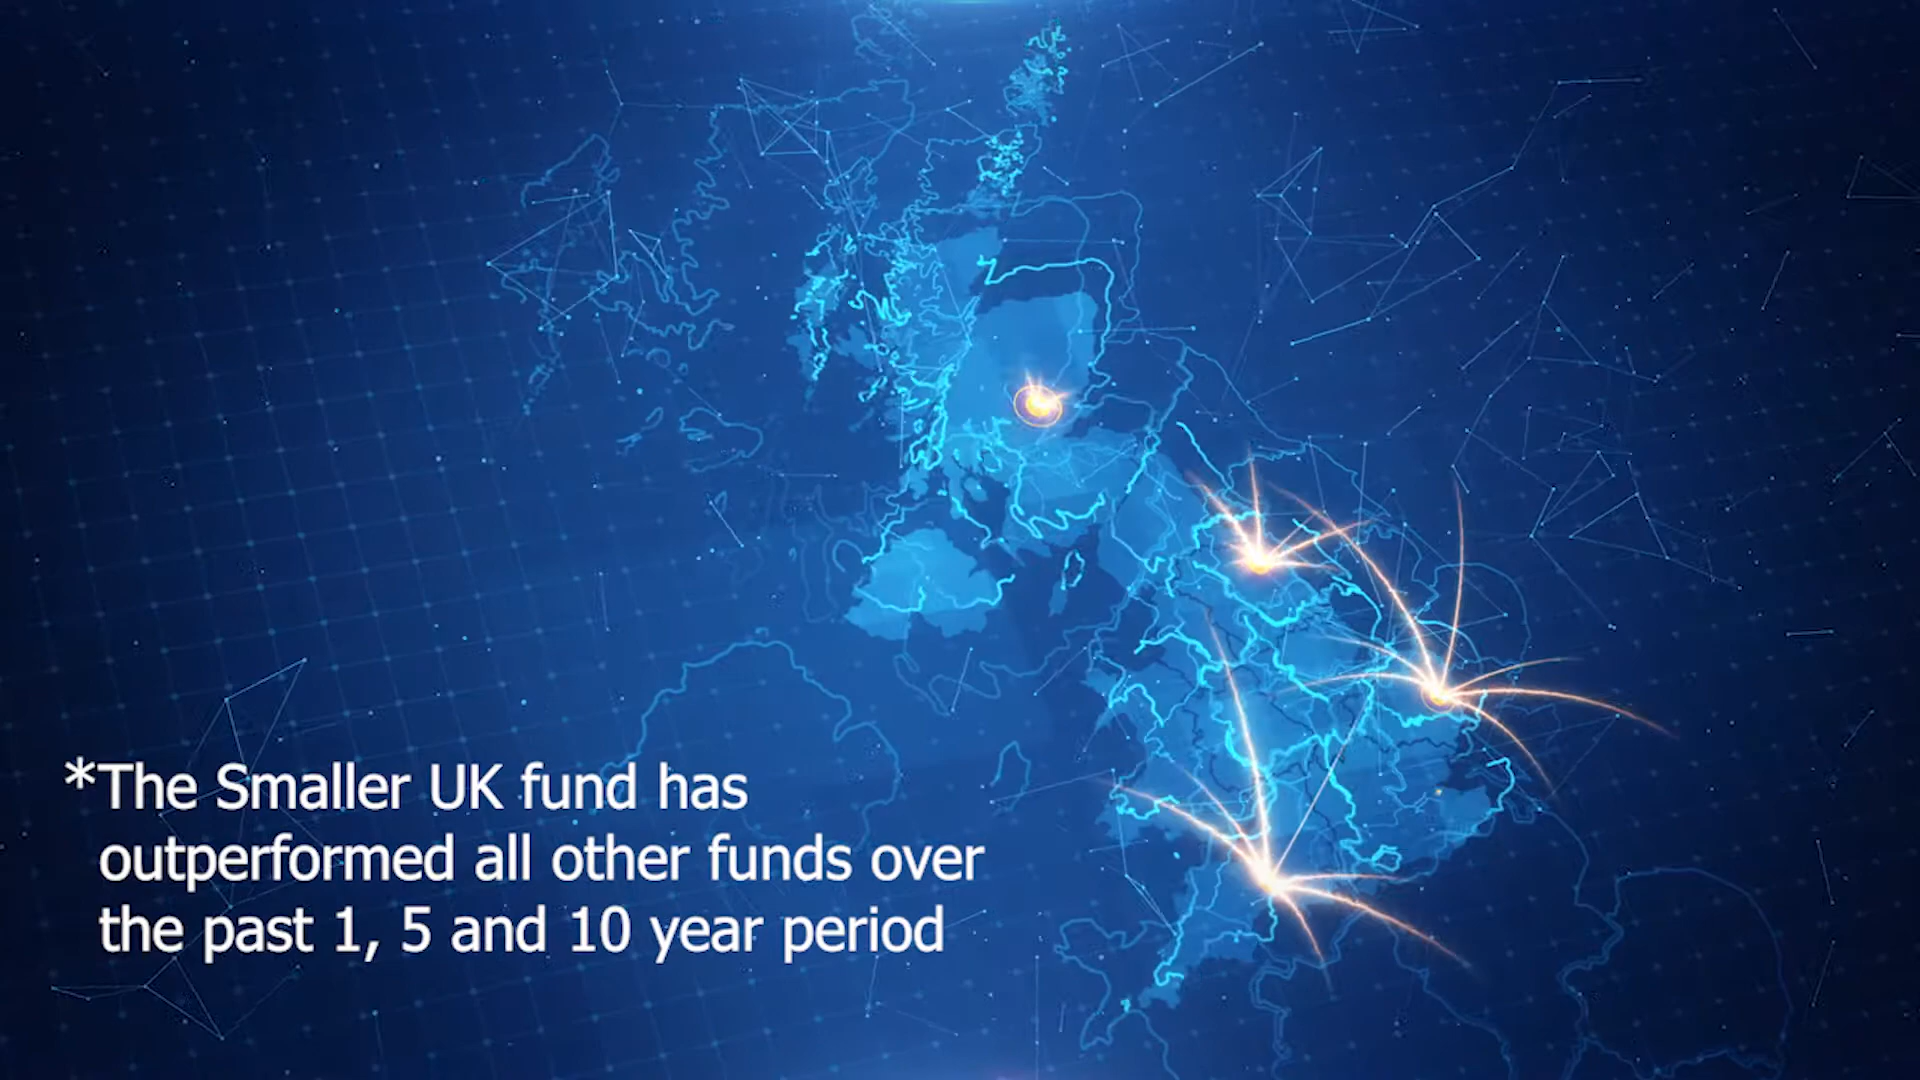 *The Smaller UK fund has
outperformed all other funds over
the past 1, 5 and 10 year period